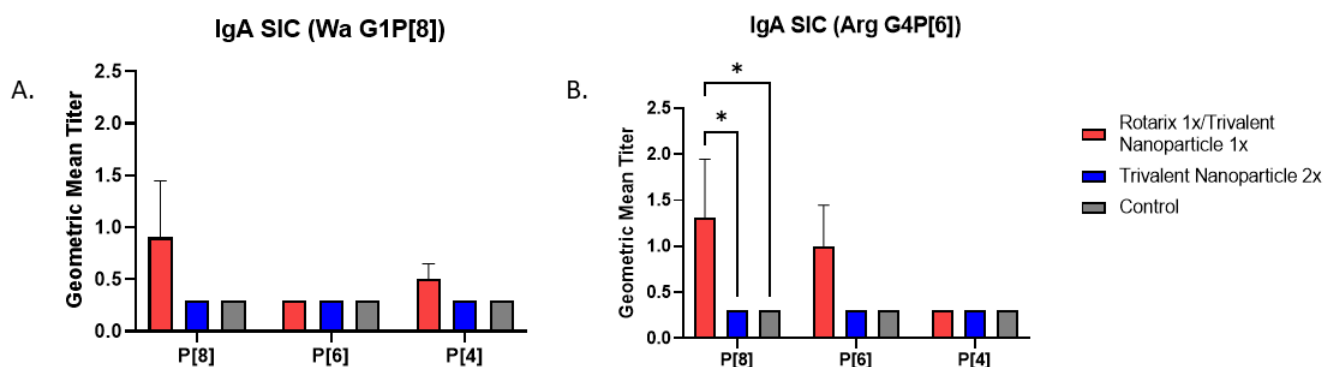 IgA SIC (Wa G1P[8])
A.
Geometric Mean Titer
2.5
2.0
1.5
1.0
0.5
0.0
P[8] P[6] P[4]
IgA SIC (Arg G4P[6])
B.
Geometric Mean Titer
2.5
2.0
1.5
1.0
0.5
0.0
*
*
P[8] P[6] P[4]
Rotarix 1x/Trivalent
Nanoparticle 1x
Trivalent Nanoparticle 2x
Control